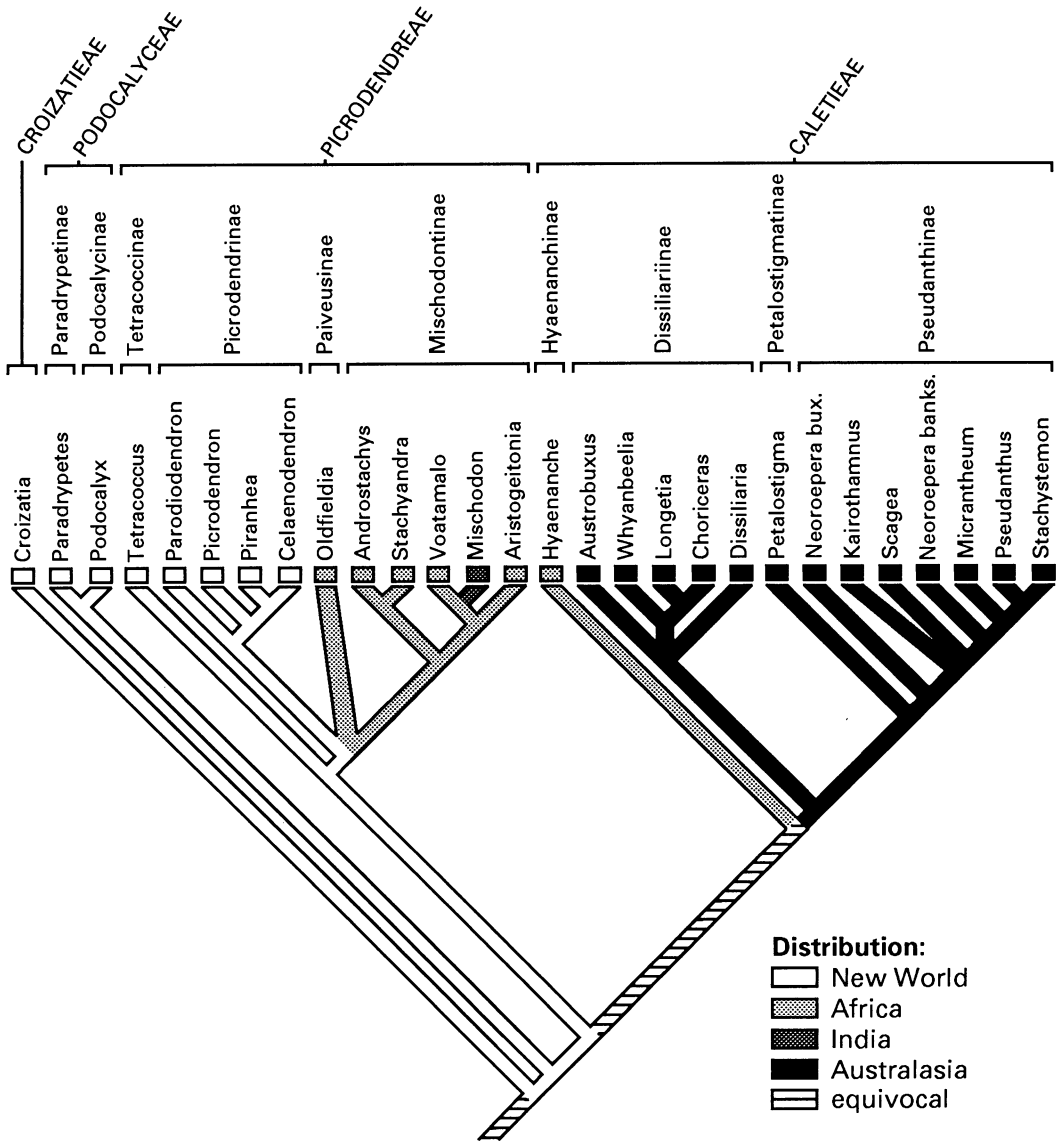 CROIZATIEAE
PODOCALYCEAE
PICRODENDREAE
CALETIEAE
Paradrypetinae
Podocalycinae
Tetracoccinae
Picrodendrinae
Paiveusinae
Mischodontinae
Hyaenanchinae
Dissiliariinae
Petalostigmatinae
Pseudanthinae
Croizatia
Paradrypetes
Podocalyx
Tetracoccus
Parodiodendron
Picrodendron
Piranhea
Celaenodendron
Oldfieldia
Androstachys
Stachyandra
Voatamalo
Mischodon
Aristogeitonia
Hyaenanche
Austrobuxus
Whyanbeelia
Longetia
Choriceras
Dissiliaria
Petalostigma
Neoroepera bux.
Kairothamnus
Scagea
Neoroepera banks.
Micrantheum
Pseudanthus
Stachystemon
Distribution:
New World
Africa
India
Australasia
equivocal